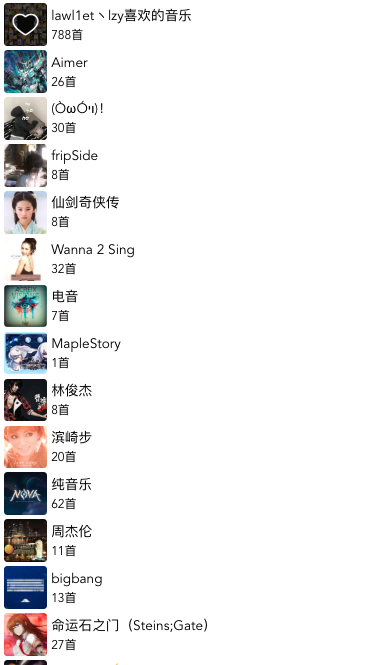 lawl1et丶lzy喜欢的音乐
788首
Aimer
26首
(ÒωÓױ)！
30首
fripSide
8首
仙剑奇侠传
8首
Wanna 2 Sing
32首
电音
7首
MapleStory
1首
林俊杰
8首
滨崎步
20首
纯音乐
62首
NOVA
周杰伦
11首
bigbang
13首
命运石之门（Steins;Gate）
27首